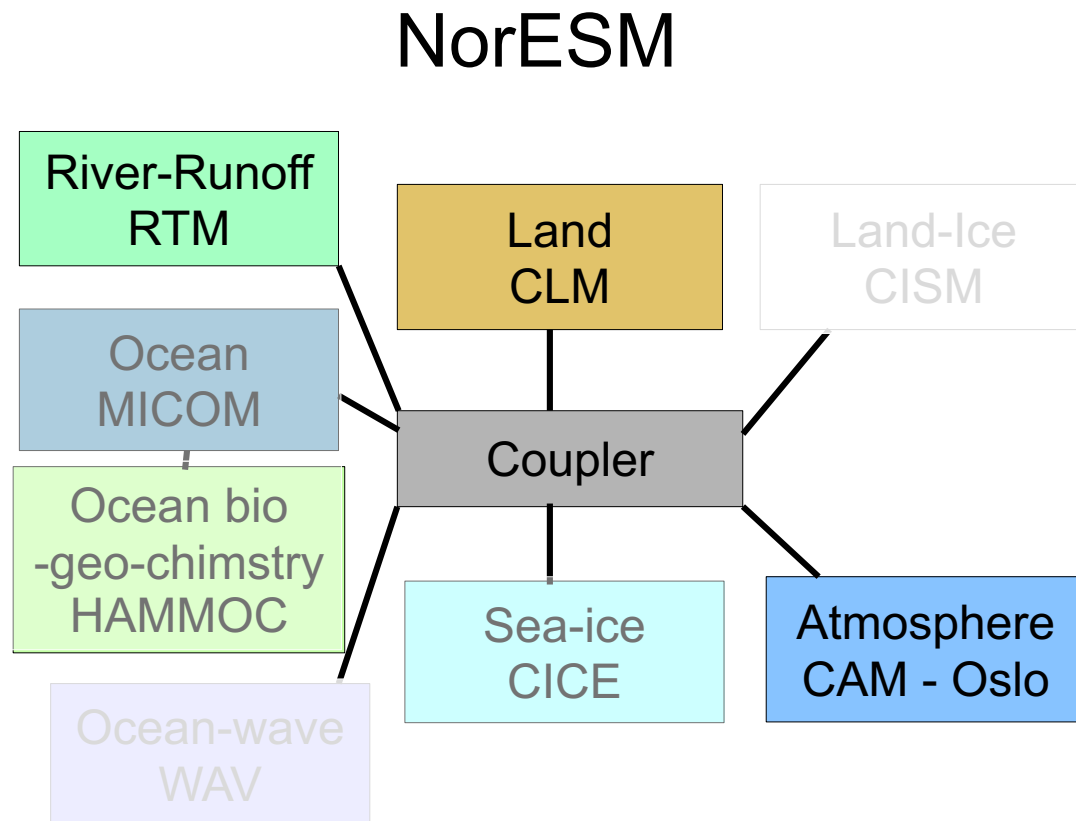 NorESM
River-Runoff
RTM
Land
CLM
Land-Ice
CISM
Ocean
MICOM
Coupler
Ocean bio
-geo-chimstry
HAMMOC
Sea-ice
CICE
Atmosphere
CAM - Oslo
Ocean-wave
WAV